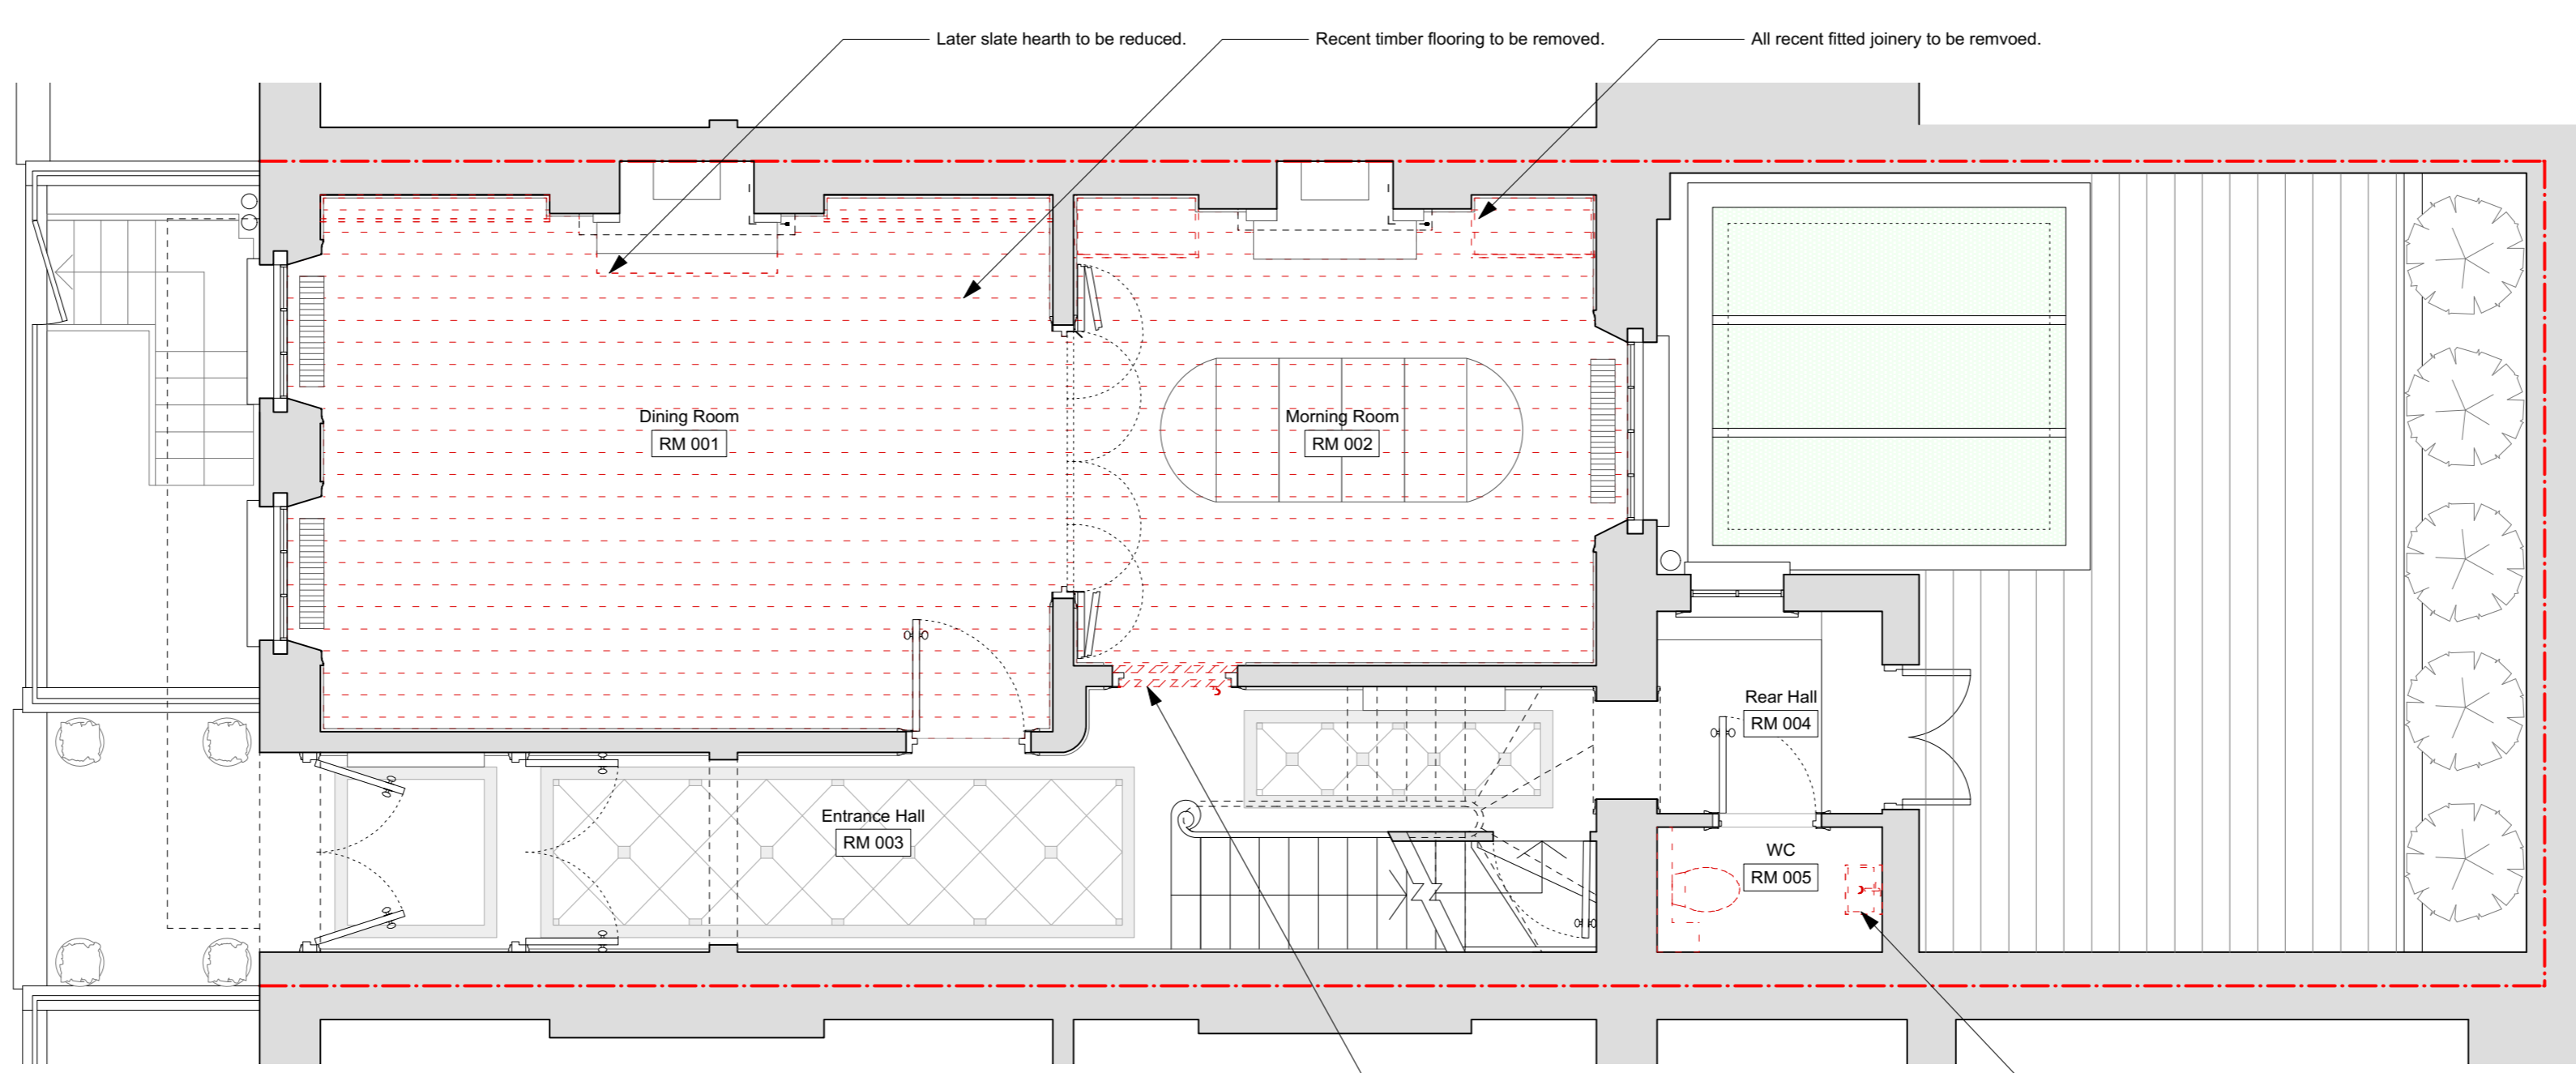 Later slate hearth to be reduced.
Recent timber flooring to be removed.
All recent fitted joinery to be remvoed.
Dining Room
RM 001
Morning Room
RM 002
Rear Hall
RM 004
Entrance Hall
RM 003
WC
RM 005